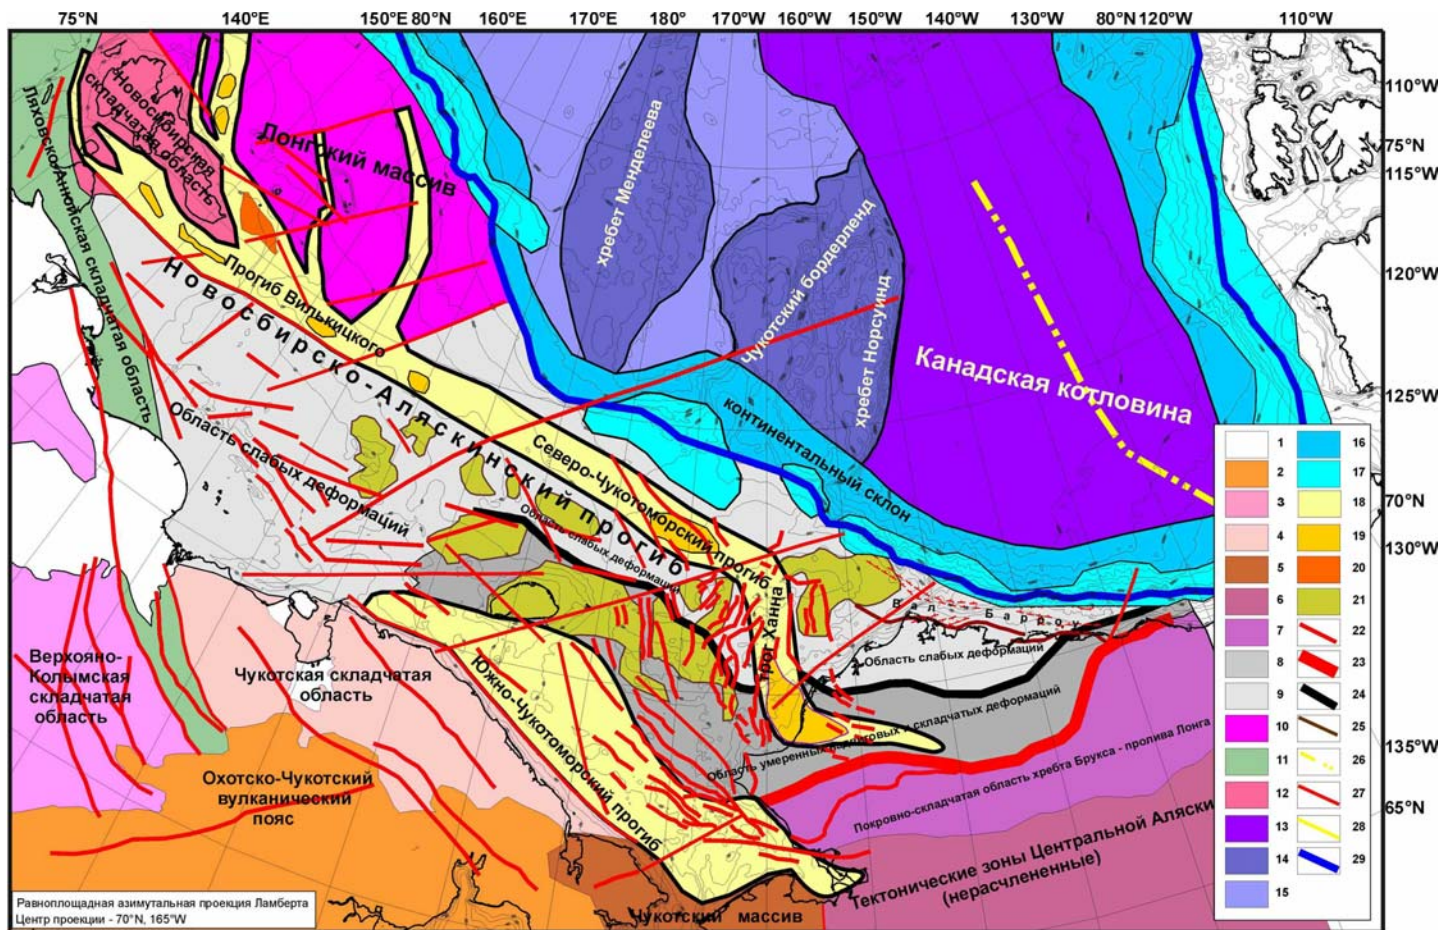 75°N 140°E 150°E 80°N 160°E 170°E 180° 170°W 160°W 150°W 140°W 130°W 80°N 120°W 110°W
110°W
75°N
115°W
120°W
125°W
70°N
130°W
135°W
65°N
Ляховско-Анюйская складчатая область
Новосибирская
складчатая область
Лонгский массив
хребет Менделеева
Чукотский бордерленд
хребет Норсуинд
Канадская котловина
Прогиб Вилькицкого
Новосбирско-Аляскинский прогиб
Северо-Чукотоморский прогиб
континентальный склон
Область слабых деформаций
Область слабых деформаций
Трог Ханна
Вал Барроу
Область слабых деформаций
Верхояно-
Колымская
складчатая
область
Чукотская складчатая
область
Южно-Чукотоморский прогиб
Область умеренных надвиговых и складчатых деформаций
Покровно-складчатая область хребта Брукса - пролива Лонга
Охотско-Чукотский
вулканический
пояс
Тектонические зоны Центральной Аляски
(нерасчлененные)
Чукотский массив
Равноплощадная азимутальная проекция Ламберта
Центр проекции - 70°N, 165°W
1 16
2 17
3 18
4 19
5 20
6 21
7 22
8 23
9 24
10 25
11 26
12 27
13 28
14 29
15